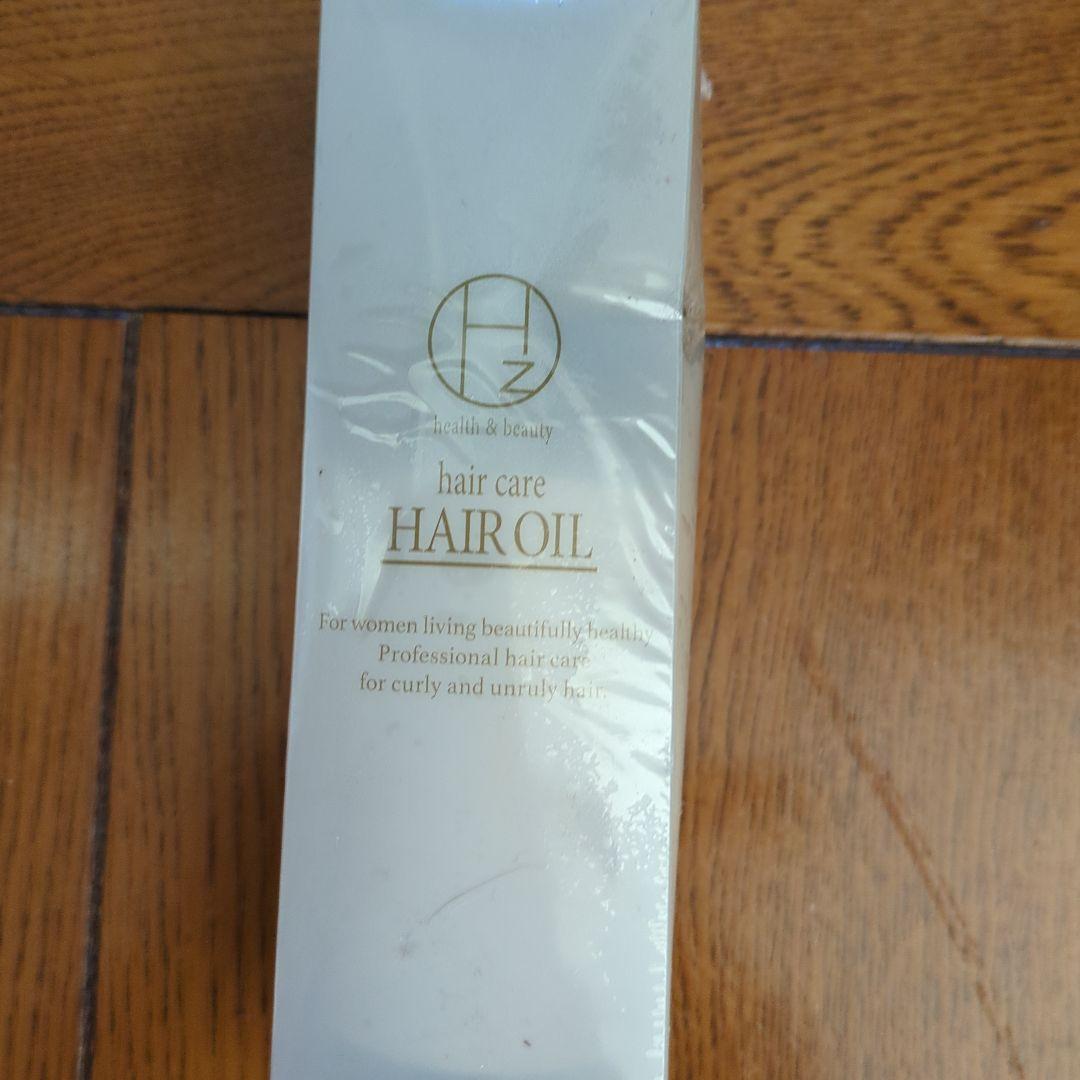 Hz
health & beauty
hair care
HAIR OIL
For women living beautifully healthy
Professional hair care
for curly and unruly hair.